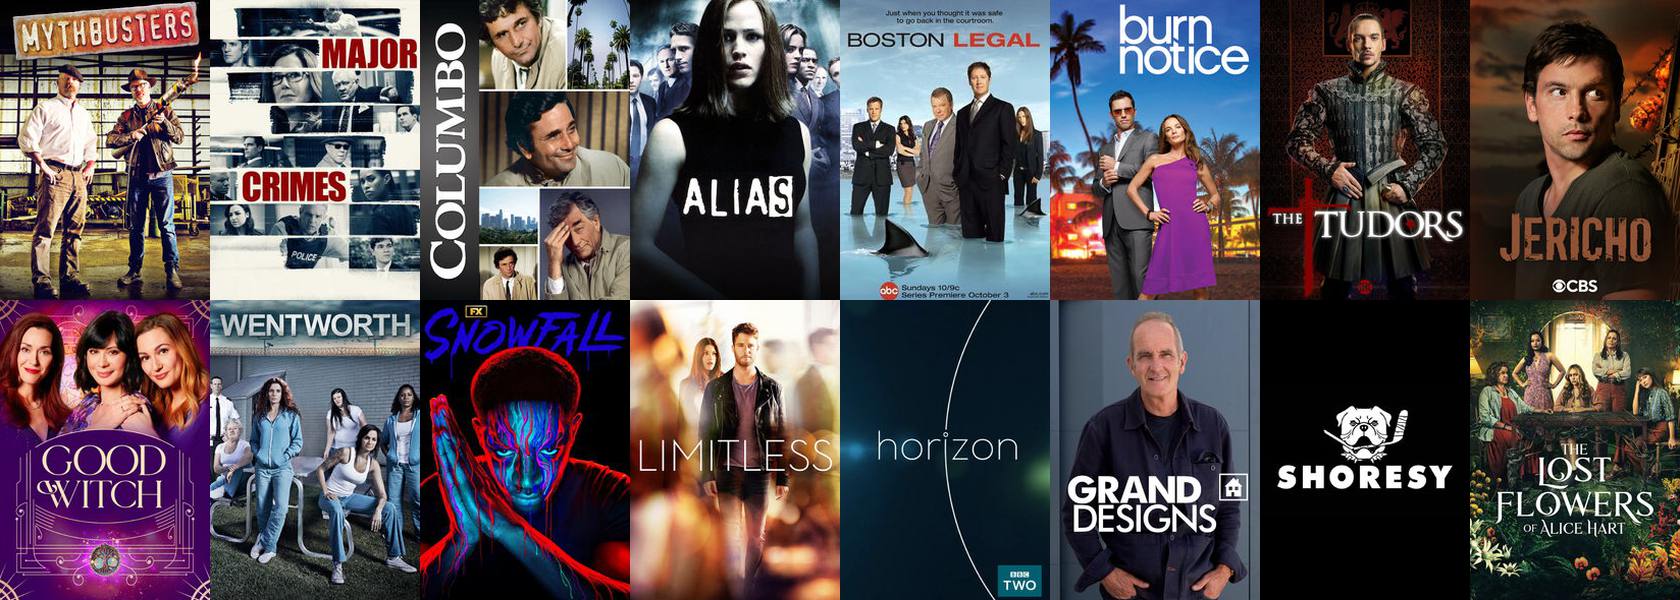 MYTHBUSTERS
MAJOR
CRIMES
POLICE
COLUMBO
ALIAS
Just when you thought it was safe
to go back in the courtroom.
BOSTON LEGAL
abc
Sundays 10/9c
Series Premiere October 3
burn
notice
THE TUDORS
JERICHO
CBS
GOOD
WITCH
WENTWORTH
FX
SNOWFALL
LIMITLESS
horizon
BBC
TWO
GRAND
DESIGNS
SHORESY
THE
LOST
FLOWERS
OF ALICE HART